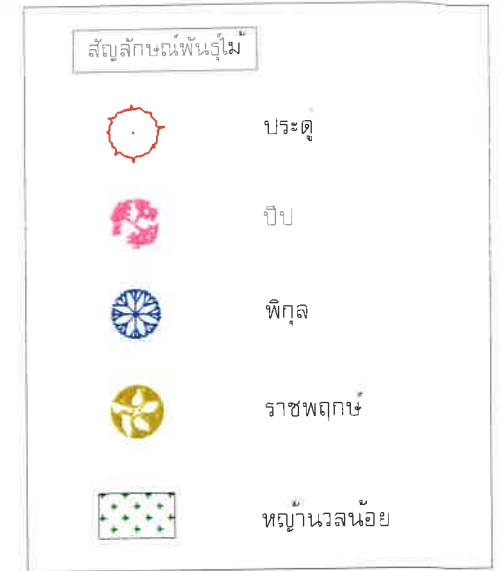 สัญลักษณ์พันธุ์ไม้
ประดู่
ปีบ
พิกุล
ราชพฤกษ์
หญ้านวลน้อย